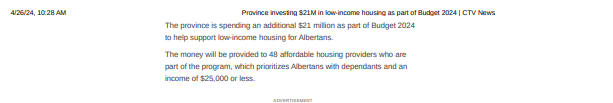 4/26/24, 10:28 AM Province investing $21M in low-income housing as part of Budget 2024 | CTV News
The province is spending an additional $21 million as part of Budget 2024
to help support low-income housing for Albertans.
The money will be provided to 48 affordable housing providers who are
part of the program, which prioritizes Albertans with dependants and an
income of $25,000 or less.
ADVERTISEMENT